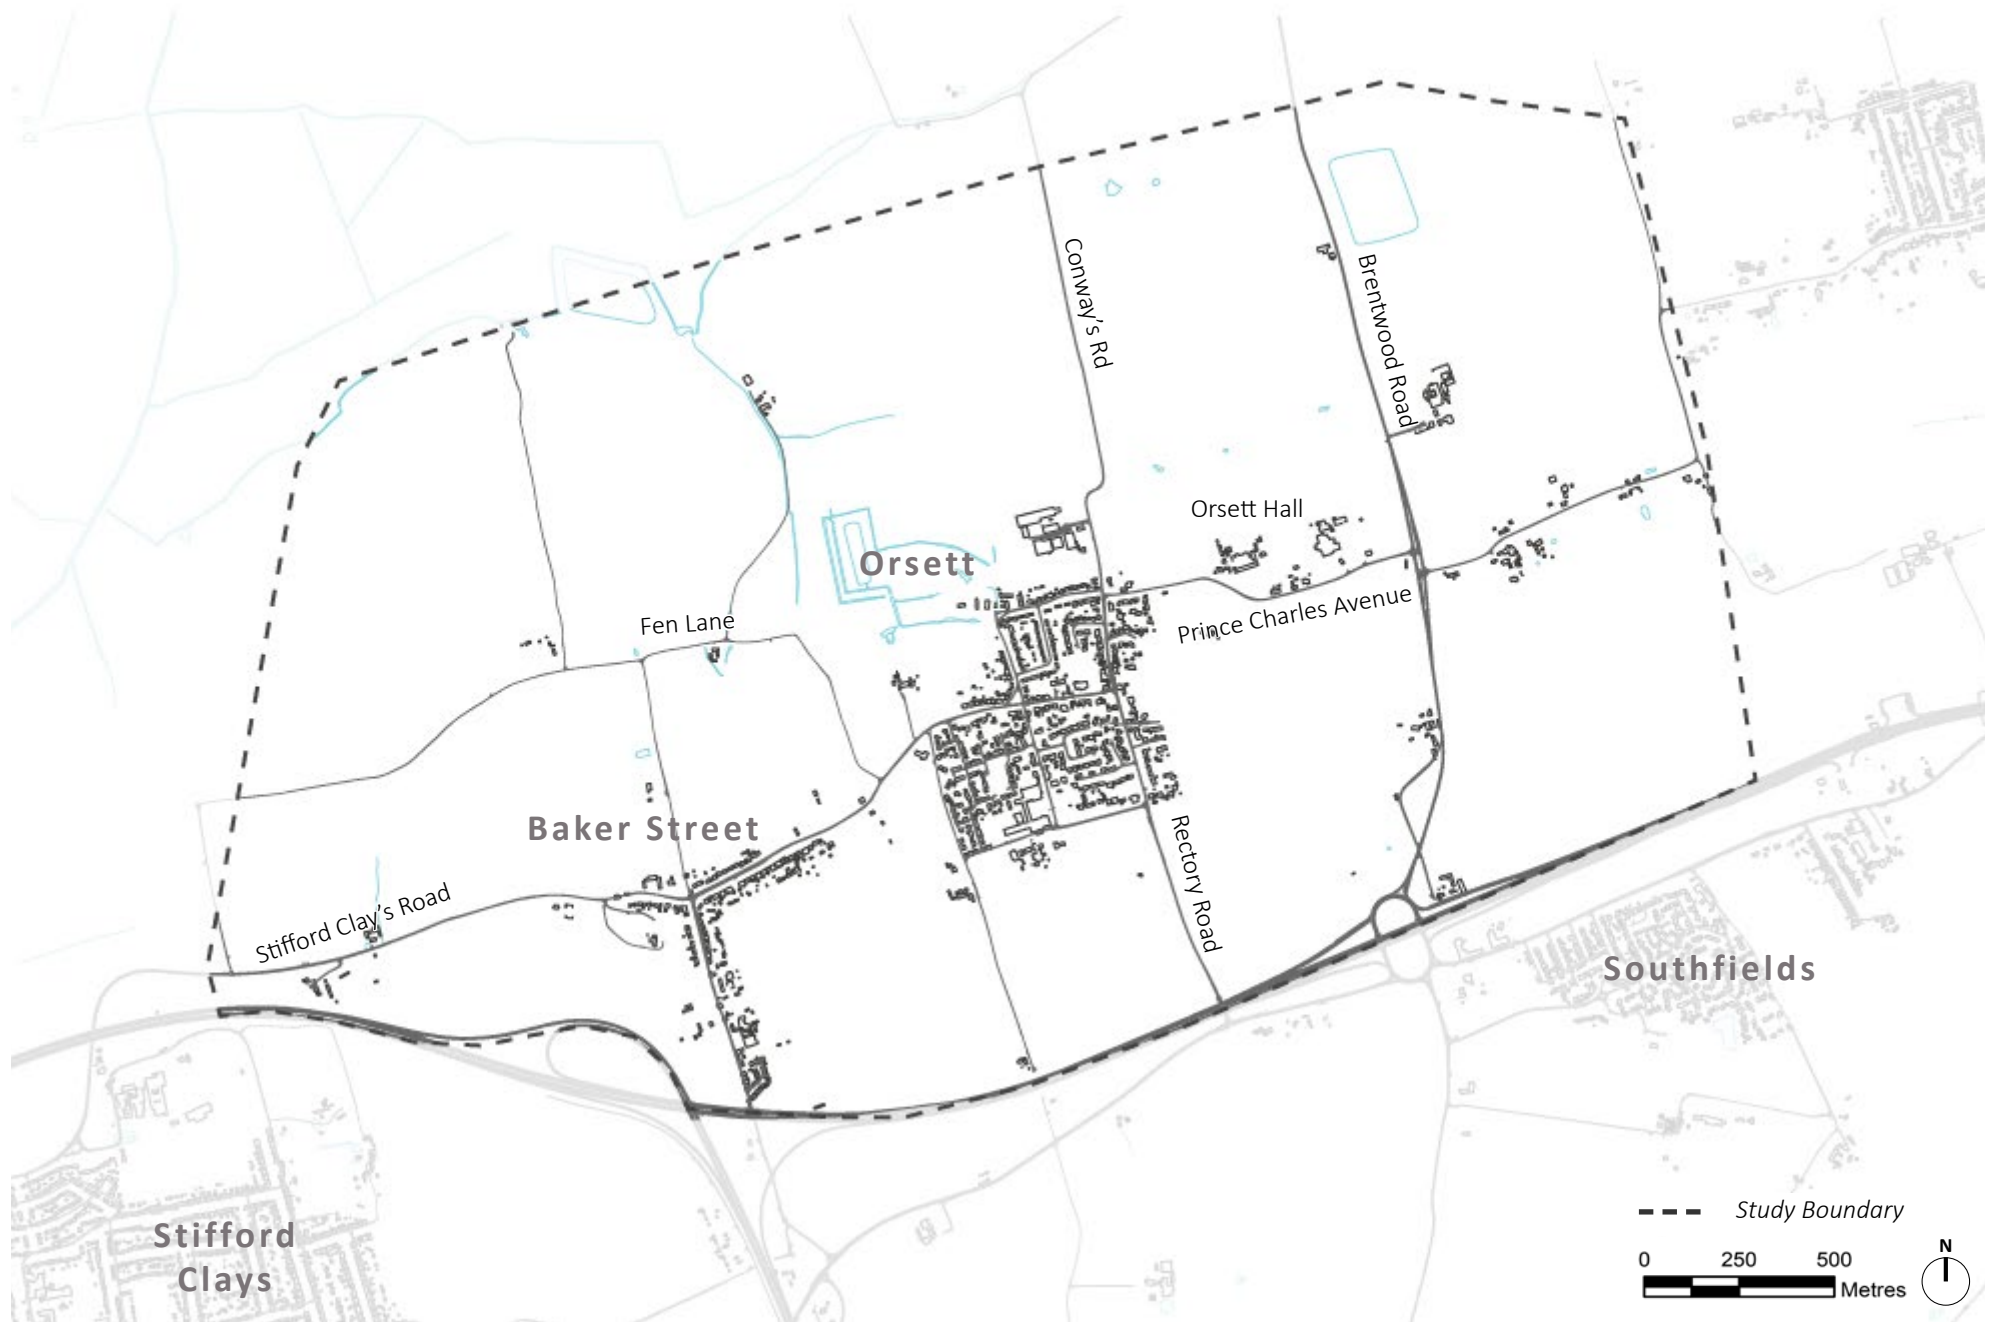 Conway's Rd
Brentwood Road
Orsett Hall
Orsett
Prince Charles Avenue
Fen Lane
Baker Street
Rectory Road
Stifford Clay's Road
Southfields
Stifford
Clays
Study Boundary
N
0 250 500
Metres